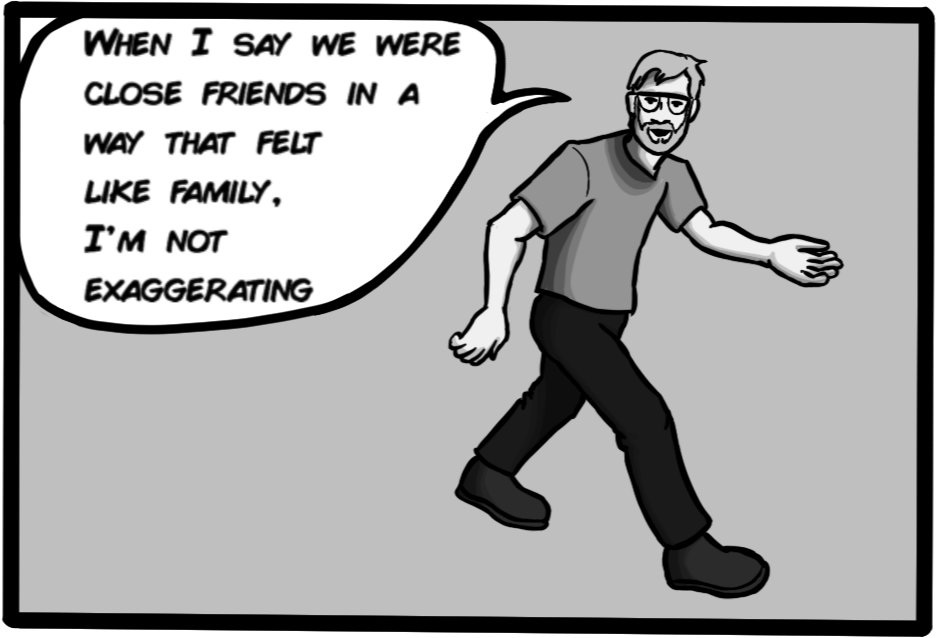 When I say we were
close friends in a
way that felt
like family,
I'm not
exaggerating